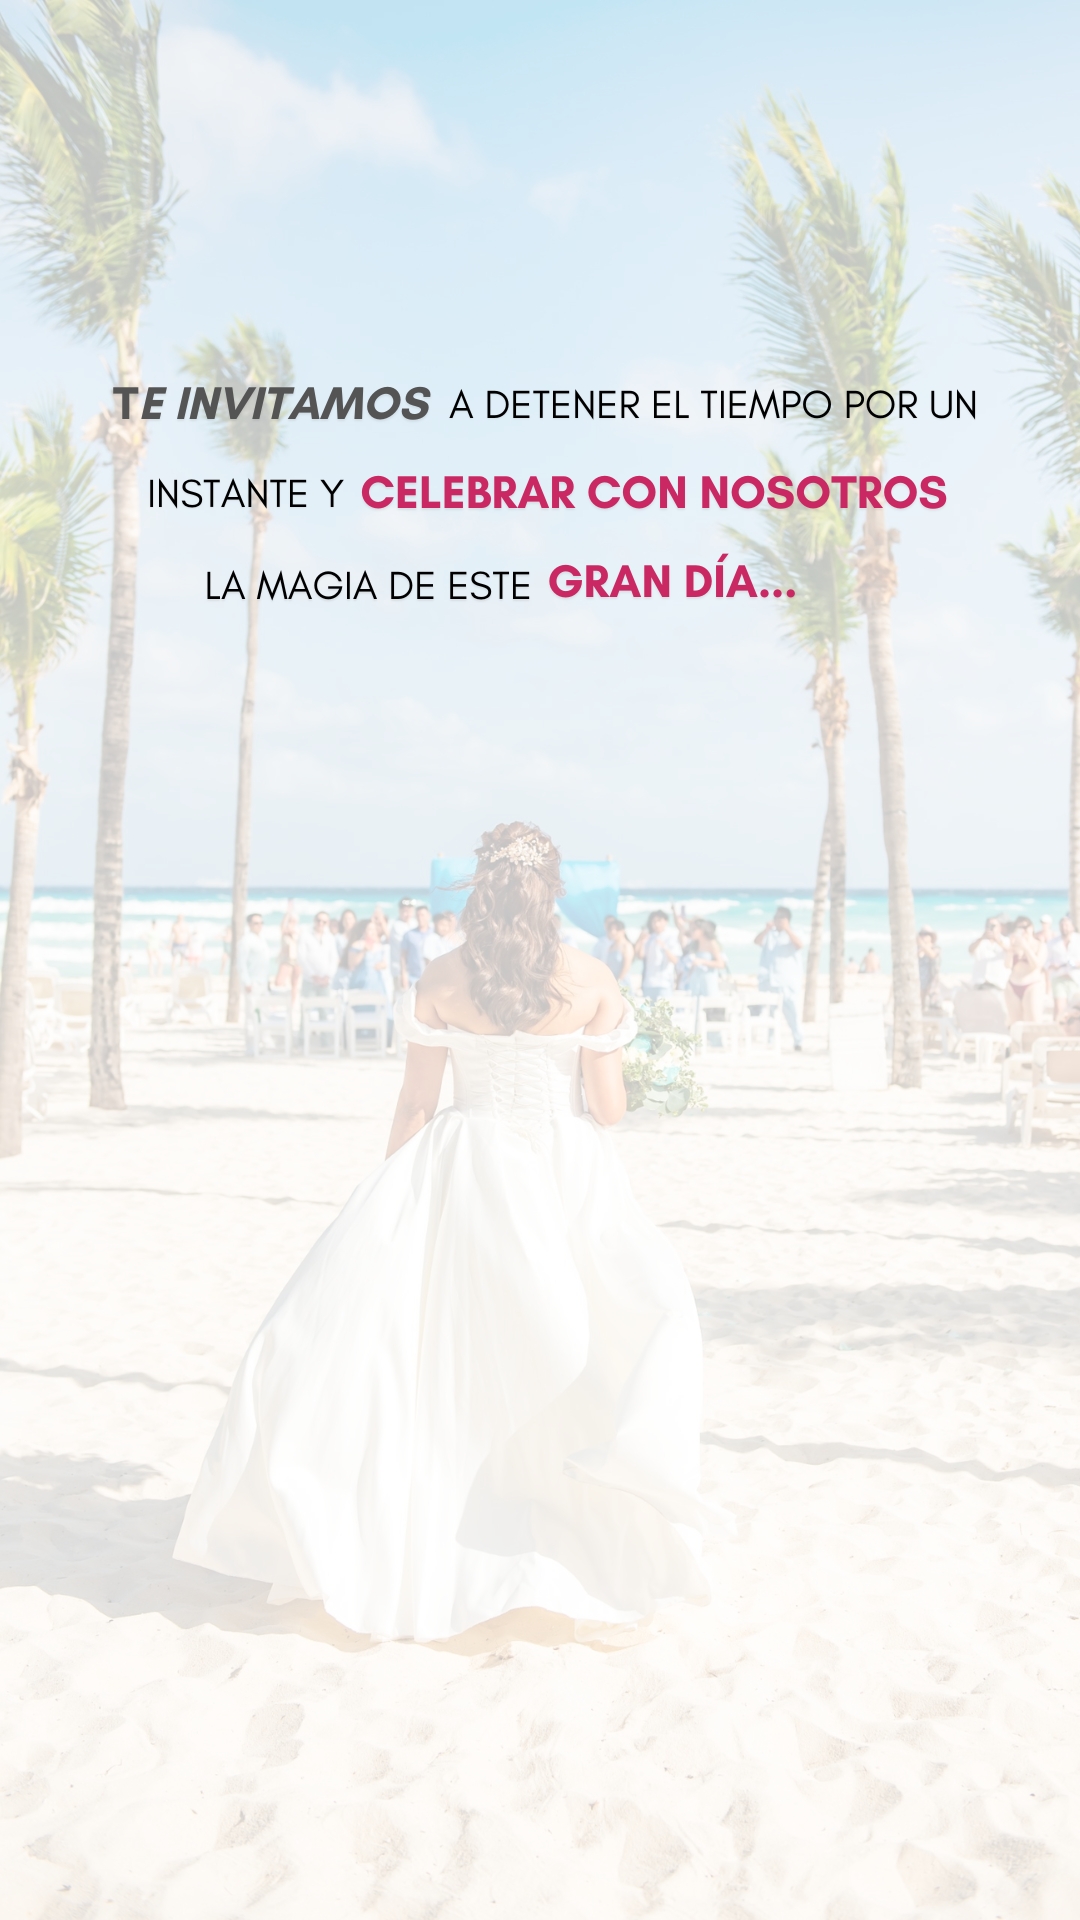 TE INVITAMOS A DETENER EL TIEMPO POR UN
INSTANTE Y CELEBRAR CON NOSOTROS
LA MAGIA DE ESTE GRAN DÍA...